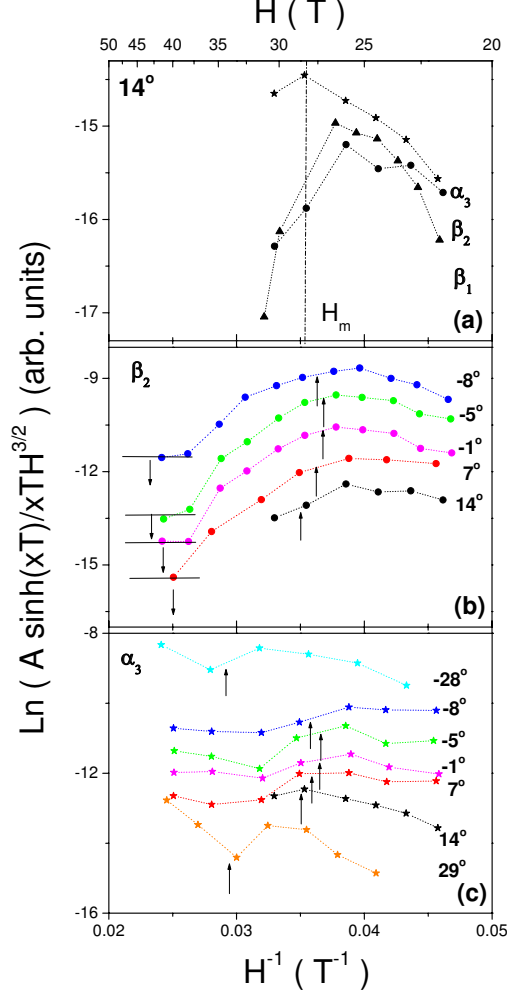 H ( T )
50 45 40 35 30 25 20
14°
-15
-16
-17
α3
β2
β1
Hm
(a)
β2
-9
-12
-15
-8°
-5°
-1°
7°
14°
(b)
α3
-8
-12
-16
-28°
-8°
-5°
-1°
7°
14°
29°
(c)
0.02 0.03 0.04 0.05
H-1 ( T-1 )
Ln ( A sinh(xT)/xTH3/2 ) (arb. units)